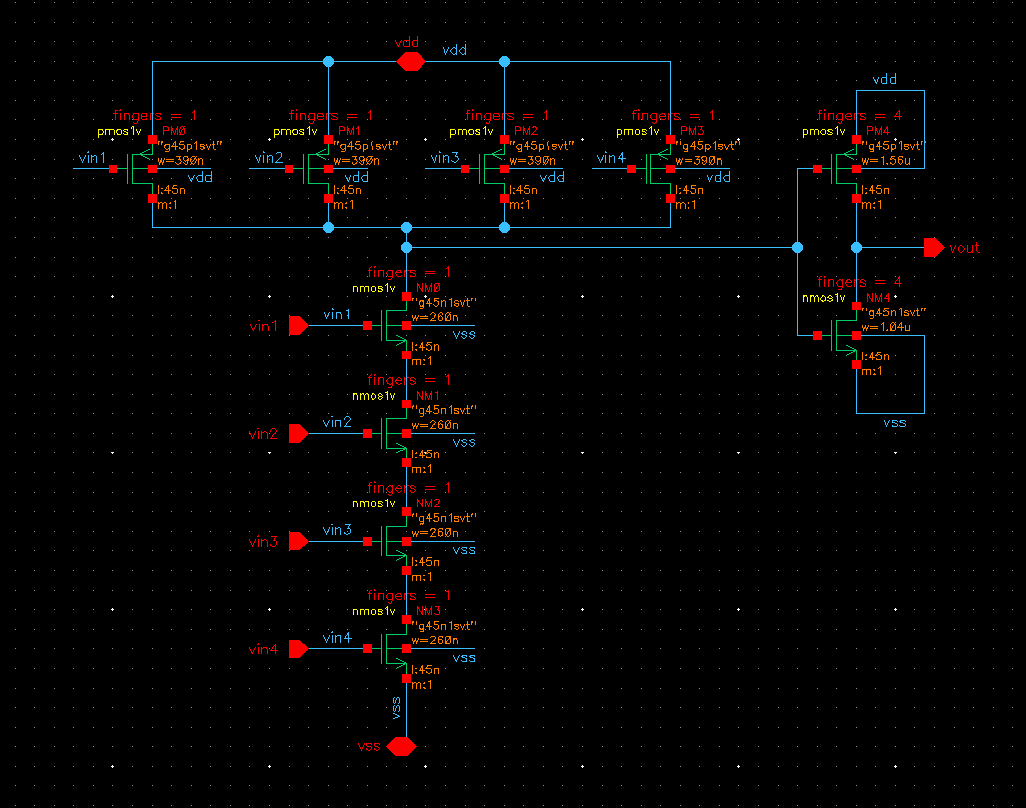 vdd
vdd
vdd
fingers = 1
fingers = 1
fingers = 1
fingers = 1
fingers = 4
pmos1v
PM0
pmos1v
PM1
pmos1v
PM2
pmos1v
PM3
pmos1v
PM4
"g45p1svt"
"g45p1svt"
"g45p1svt"
"g45p1svt"
"g45p1svt"
vin1
w=390n
vin2
w=390n
vin3
w=390n
vin4
w=390n
w=1.56u
vdd
vdd
vdd
vdd
l:45n
l:45n
l:45n
l:45n
l:45n
m:1
m:1
m:1
m:1
m:1
vout
fingers = 1
nmos1v
NM0
"g45n1svt"
w=260n
vin1
vin1
vss
l:45n
m:1
fingers = 4
nmos1v
NM4
"g45n1svt"
w=1.04u
l:45n
m:1
vss
fingers = 1
nmos1v
NM1
"g45n1svt"
w=260n
vin2
vin2
vss
l:45n
m:1
fingers = 1
nmos1v
NM2
"g45n1svt"
w=260n
vin3
vin3
vss
l:45n
m:1
fingers = 1
nmos1v
NM3
"g45n1svt"
w=260n
vin4
vin4
vss
l:45n
m:1
vss
vss